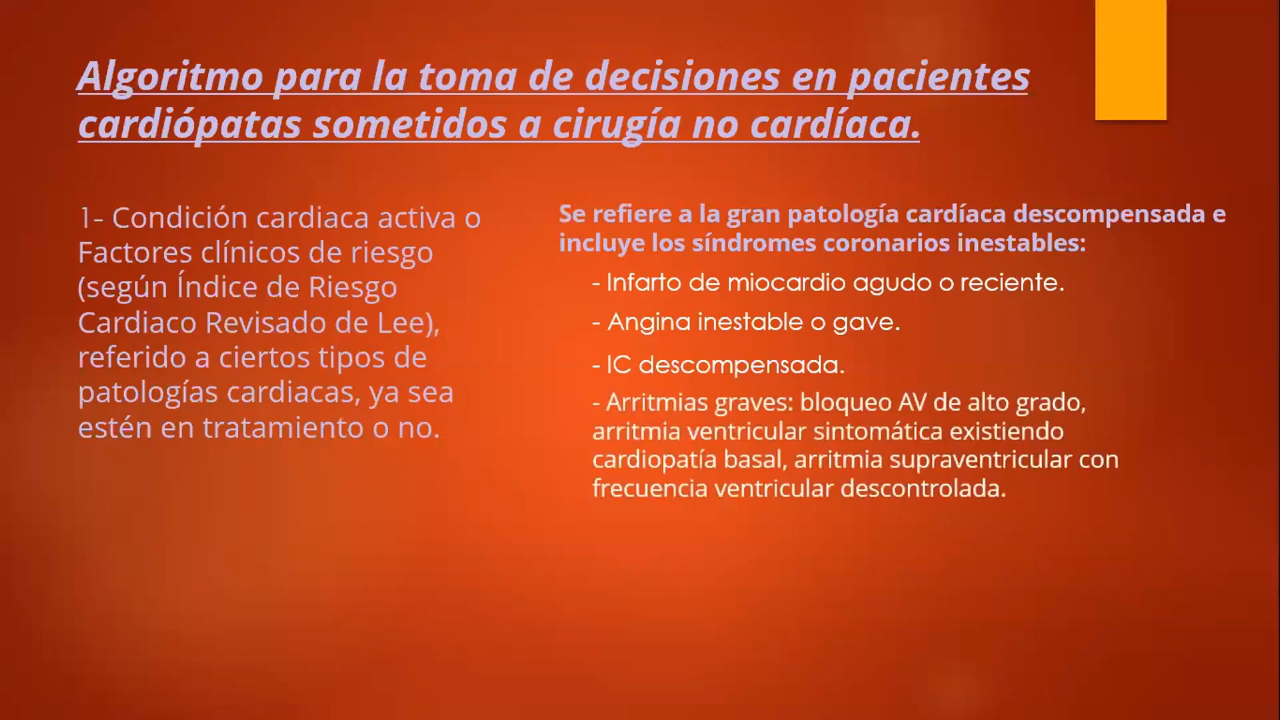 Algoritmo para la toma de decisiones en pacientes
cardiópatas sometidos a cirugía no cardíaca.
1- Condición cardiaca activa o
Factores clínicos de riesgo
(según Índice de Riesgo
Cardiaco Revisado de Lee),
referido a ciertos tipos de
patologías cardiacas, ya sea
estén en tratamiento o no.
Se refiere a la gran patología cardíaca descompensada e
incluye los síndromes coronarios inestables:
- Infarto de miocardio agudo o reciente.
- Angina inestable o gave.
- IC descompensada.
- Arritmias graves: bloqueo AV de alto grado,
arritmia ventricular sintomática existiendo
cardiopatía basal, arritmia supraventricular con
frecuencia ventricular descontrolada.